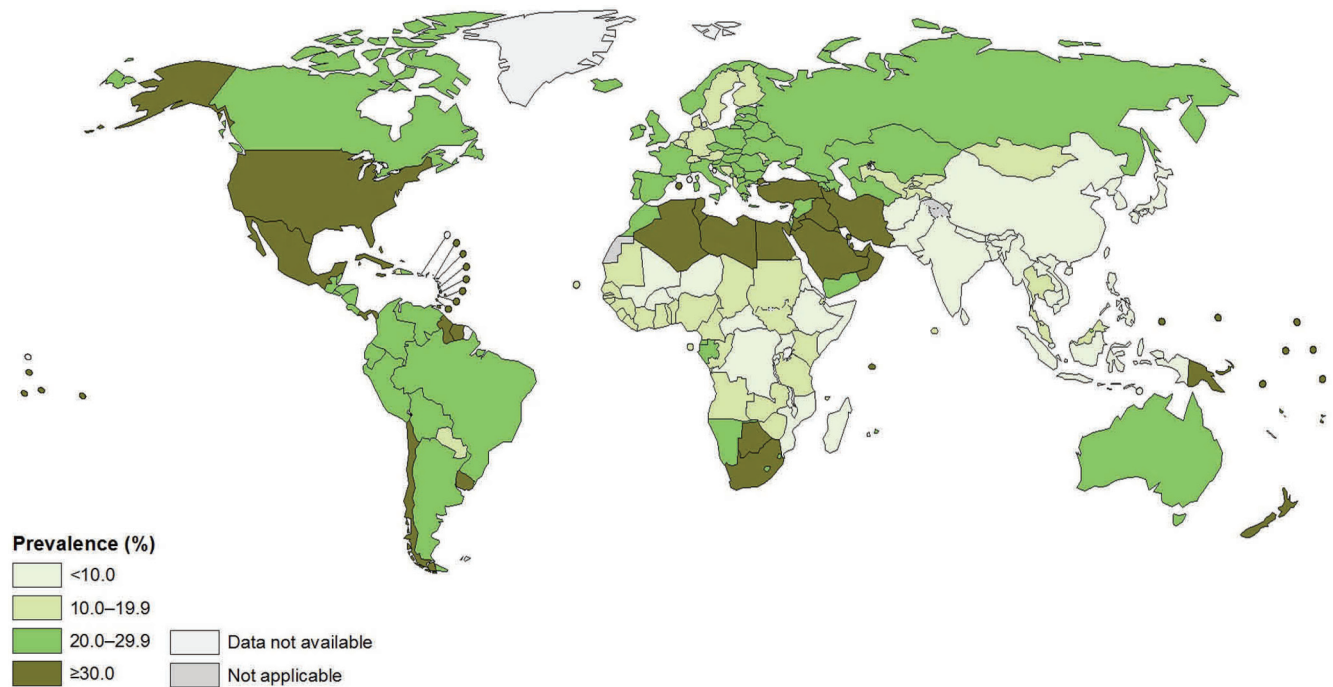 Prevalence (%)
<10.0
10.0–19.9
20.0–29.9
≥30.0
Data not available
Not applicable